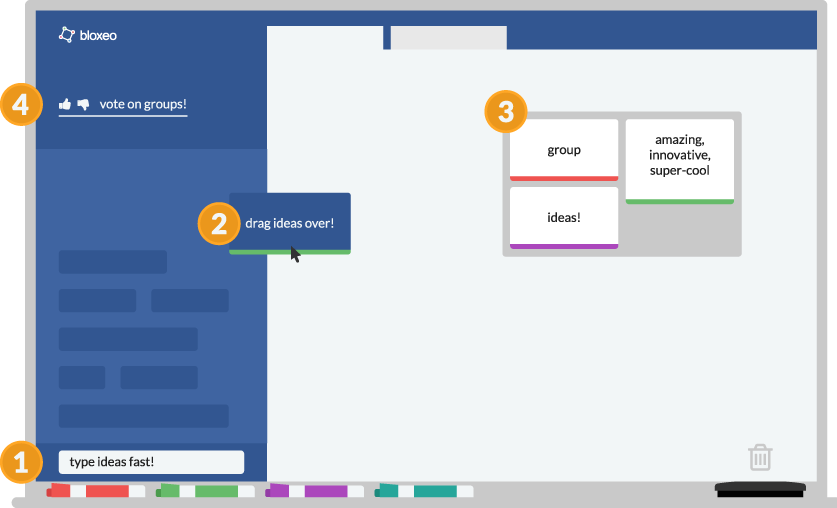 bloxeo
4
vote on groups!
3
group
amazing,
innovative,
super-cool
ideas!
2
drag ideas over!
1
type ideas fast!